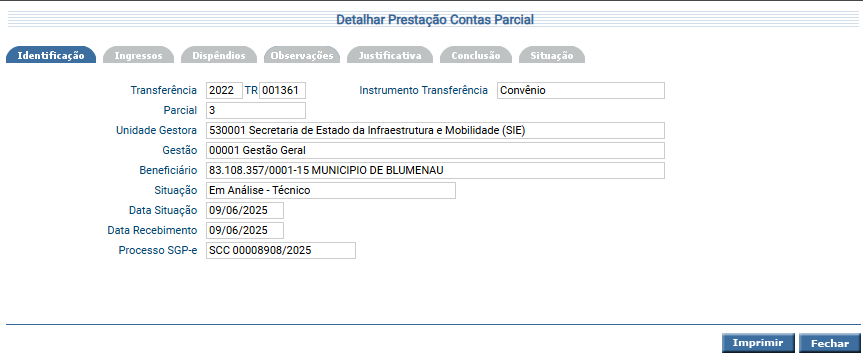 Detalhar Prestação Contas Parcial
Identificação Ingressos Dispêndios Observações Justificativa Conclusão Situação
Transferência 2022 TR 001361 Instrumento Transferência Convênio
Parcial 3
Unidade Gestora 530001 Secretaria de Estado da Infraestrutura e Mobilidade (SIE)
Gestão 00001 Gestão Geral
Beneficiário 83.108.357/0001-15 MUNICIPIO DE BLUMENAU
Situação Em Análise - Técnico
Data Situação 09/06/2025
Data Recebimento 09/06/2025
Processo SGP-e SCC 00008908/2025
Imprimir Fechar